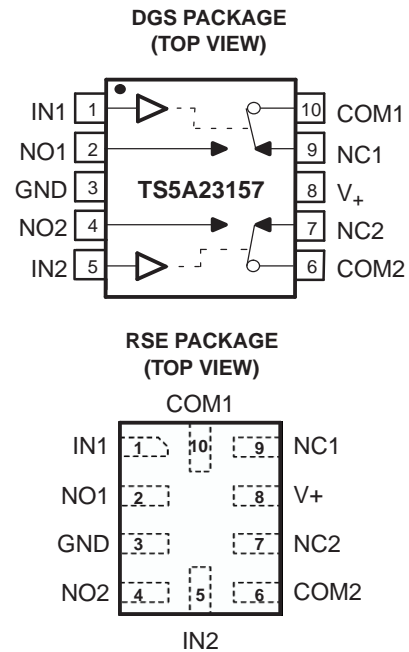 DGS PACKAGE
(TOP VIEW)
IN1 1 10 COM1
NO1 2 9 NC1
GND 3 TS5A23157 8 V+
NO2 4 7 NC2
IN2 5 6 COM2
RSE PACKAGE
(TOP VIEW)
COM1
IN1 1 10 9 NC1
NO1 2 8 V+
GND 3 7 NC2
NO2 4 5 6 COM2
IN2